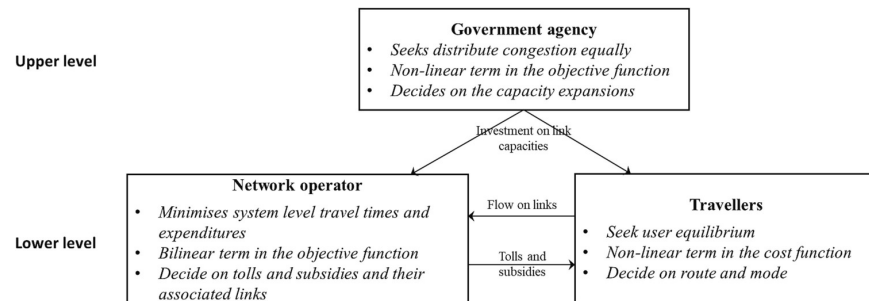 Government agency
Upper level
• Seeks distribute congestion equally
• Non-linear term in the objective function
• Decides on the capacity expansions
Investment on link
capacities
Network operator
• Minimises system level travel times and
expenditures
• Bilinear term in the objective function
• Decide on tolls and subsidies and their
associated links
Lower level
Flow on links
Tolls and
subsidies
Travellers
• Seek user equilibrium
• Non-linear term in the cost function
• Decide on route and mode